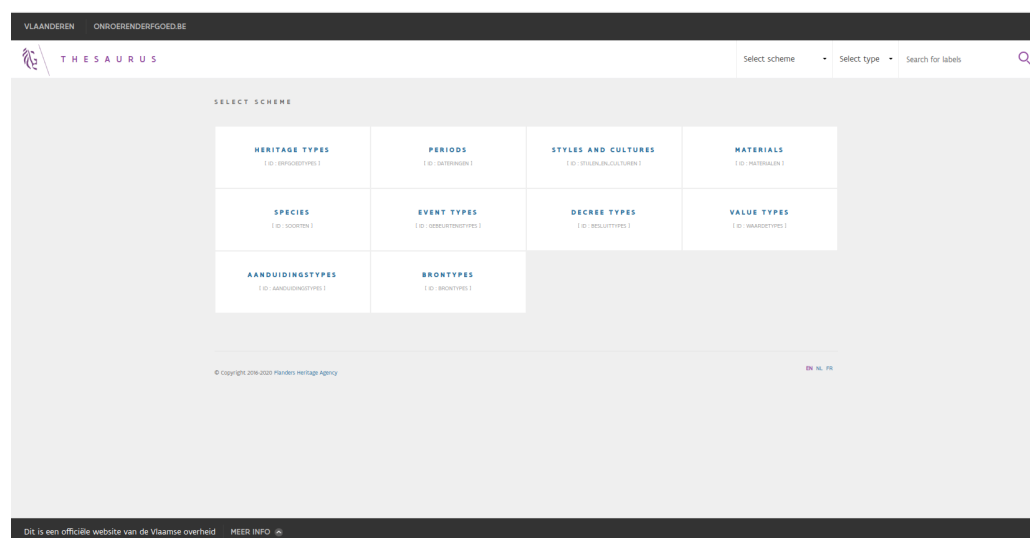 VLAANDEREN ONROERENDERFGOED.BE
THESAURUS Select scheme Select type Search for labels
SELECT SCHEME
HERITAGE TYPES PERIODS STYLES AND CULTURES MATERIALS
[ ID : ERFGOEDTYPES ] [ ID : DATERINGEN ] [ ID : STIJLEN_EN_CULTUREN ] [ ID : MATERIALEN ]
SPECIES EVENT TYPES DECREE TYPES VALUE TYPES
[ ID : SOORTEN ] [ ID : GEBEURTENISTYPES ] [ ID : BESLUITTYPES ] [ ID : WAARDETYPES ]
AANDUIDINGSTYPES BRONTYPES
[ ID : AANDUIDINGSTYPES ] [ ID : BRONTYPES ]
© Copyright 2016-2020 Flanders Heritage Agency EN NL FR
Dit is een officiële website van de Vlaamse overheid MEER INFO